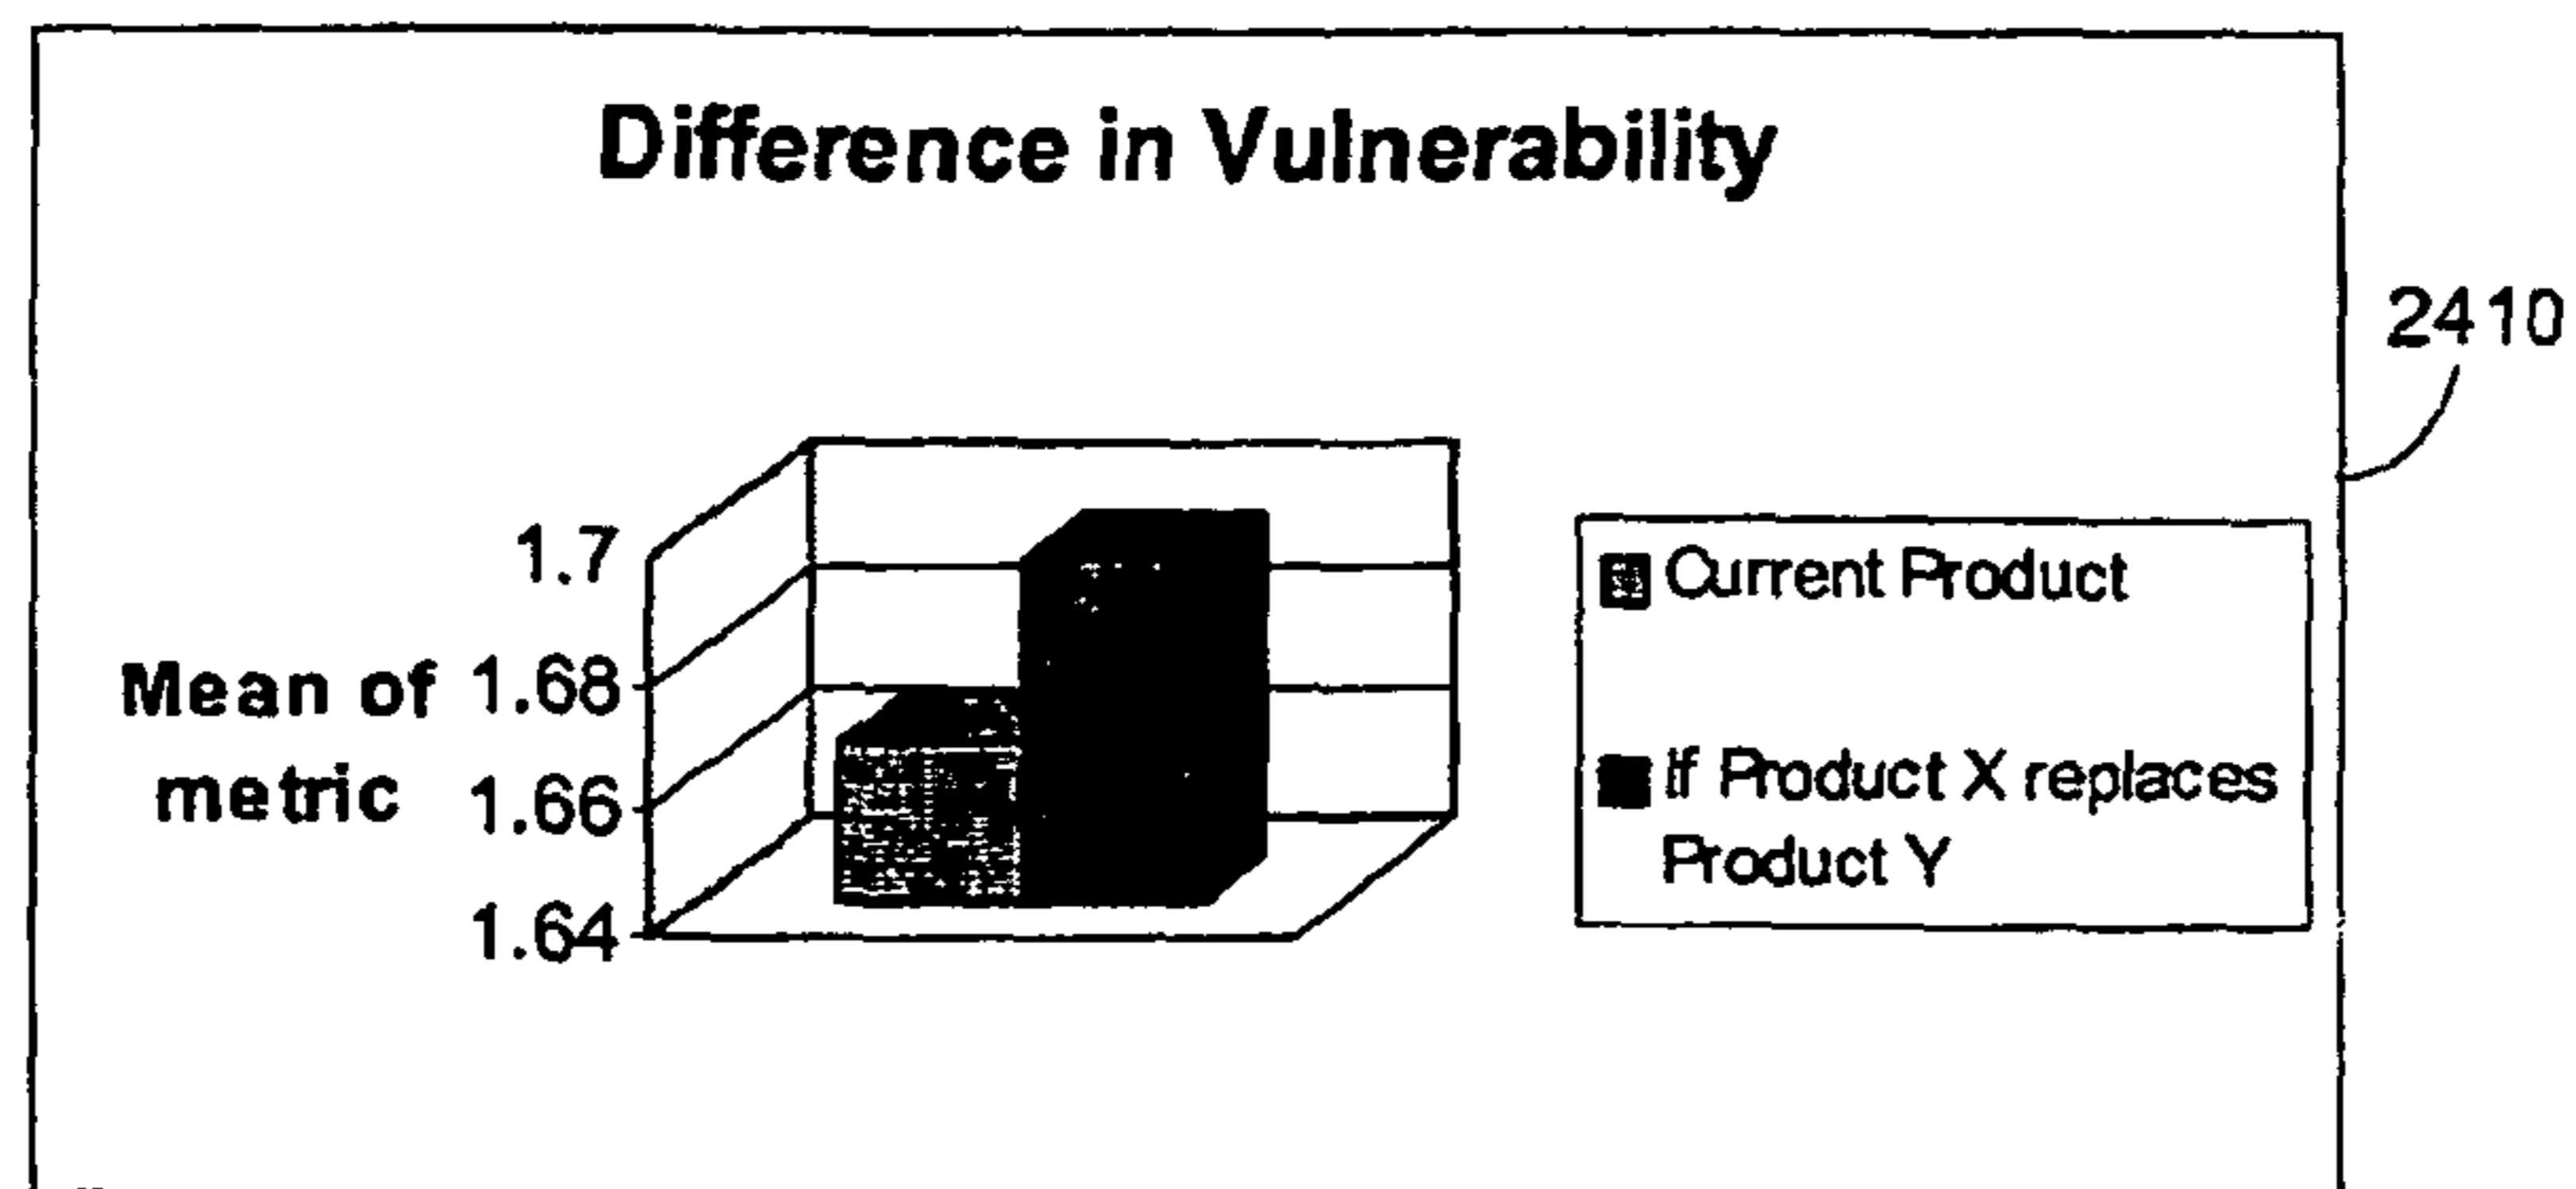 Difference in Vulnerability
2410
1.7
1.68
1.66
1.64
Mean of
metric
Current Product
If Product X replaces
Product Y